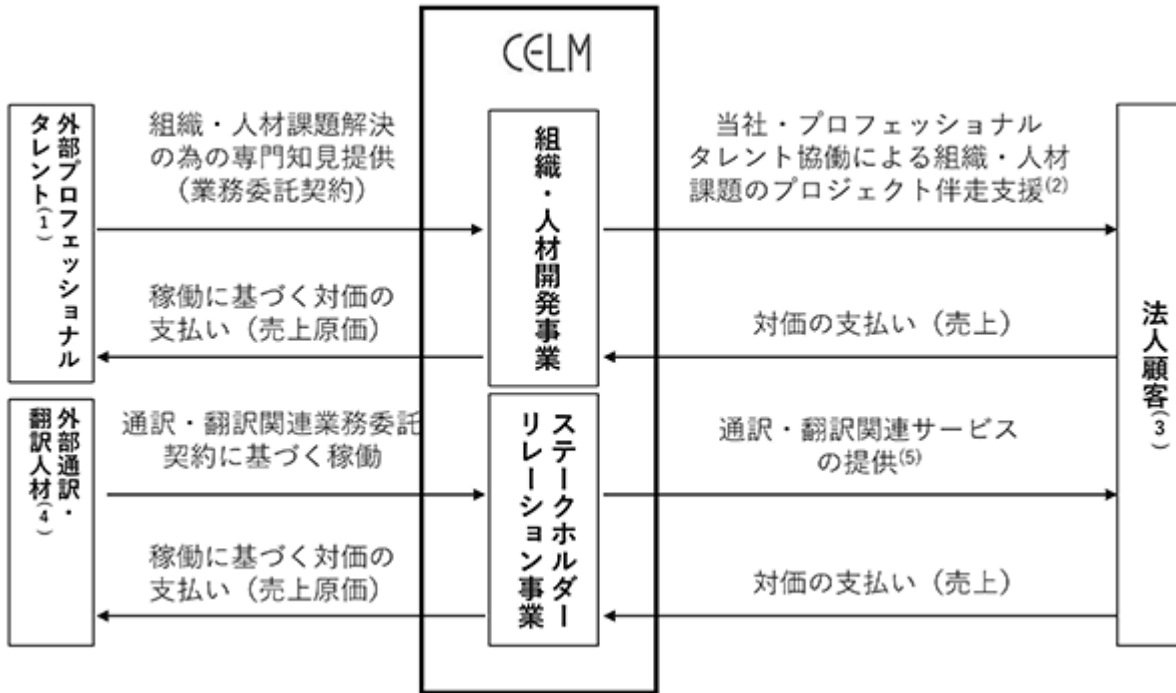 CELM
外部プロフェッショナル
タレント(1)
組織・人材課題解決
の為の専門知見提供
(業務委託契約)
稼働に基づく対価の
支払い(売上原価)
組織・人材開発事業
当社・プロフェッショナル
タレント協働による組織・人材
課題のプロジェクト伴走支援(2)
対価の支払い(売上)
法人顧客(3)
外部通訳・
翻訳人材(4)
通訳・翻訳関連業務委託
契約に基づく稼働
稼働に基づく対価の
支払い(売上原価)
ステークホルダー
リレーション事業
通訳・翻訳関連サービス
の提供(5)
対価の支払い(売上)